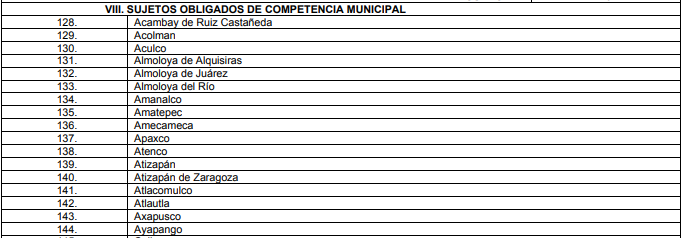 VIII. SUJETOS OBLIGADOS DE COMPETENCIA MUNICIPAL
128. Acambay de Ruiz Castañeda
129. Acolman
130. Aculco
131. Almoloya de Alquisiras
132. Almoloya de Juárez
133. Almoloya del Río
134. Amanalco
135. Amatepec
136. Amecameca
137. Apaxco
138. Atenco
139. Atizapán
140. Atizapán de Zaragoza
141. Atlacomulco
142. Atlautla
143. Axapusco
144. Ayapango